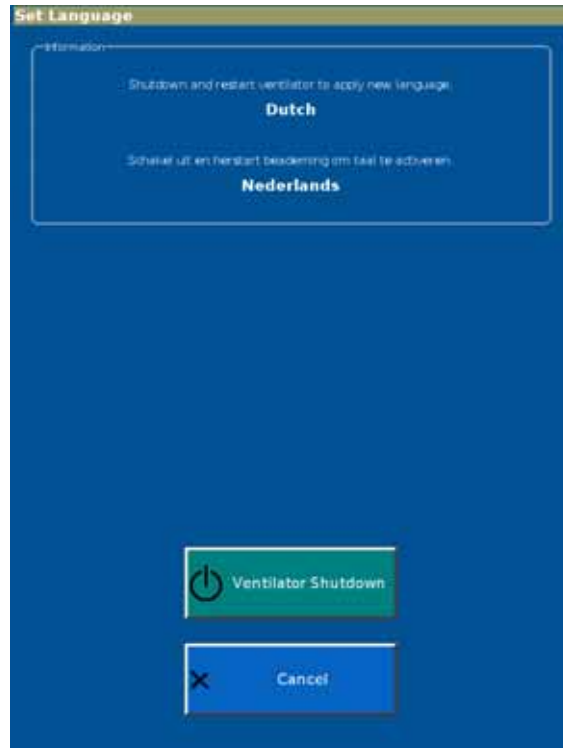 Set Language
Information
Shutdown and restart ventilator to apply new language.
Dutch
Schakel uit en herstart beademing om taal te activeren.
Nederlands
Ventilator Shutdown
Cancel